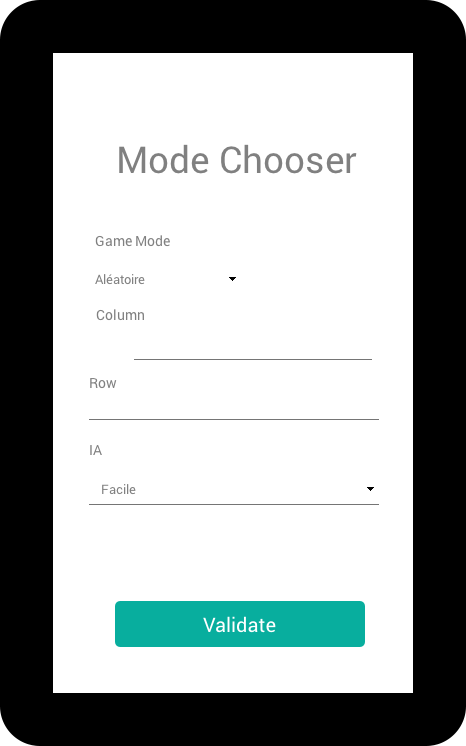 Mode Chooser
Game Mode
Aléatoire
Column
Row
IA
Facile
Validate